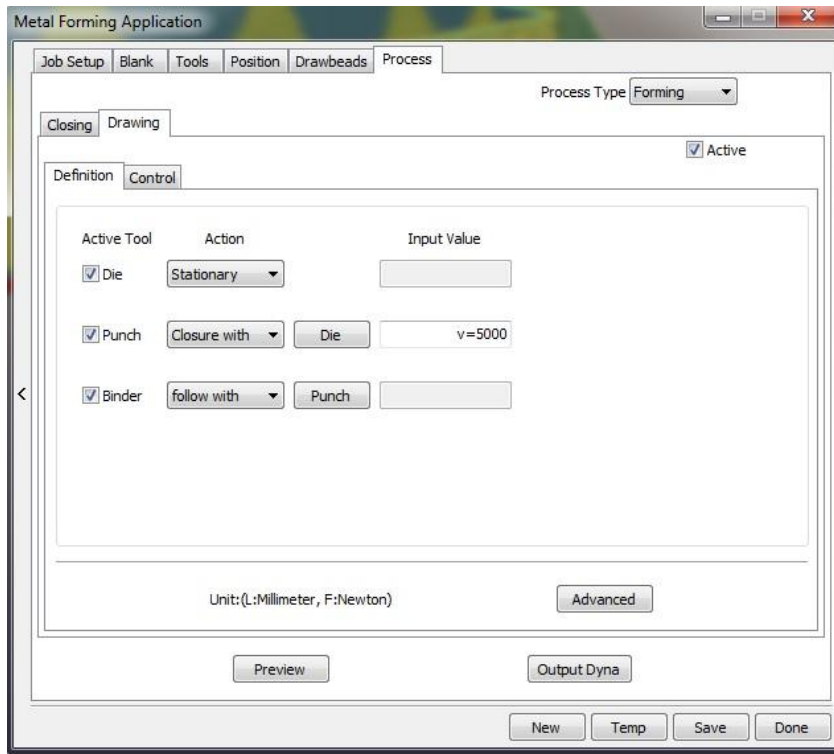 Metal Forming Application
Job Setup Blank Tools Position Drawbeads Process
Process Type Forming
Closing Drawing
Active
Definition Control
Active Tool Action Input Value
Die Stationary
Punch Closure with Die v=5000
Binder follow with Punch
Unit:(L:Millimeter, F:Newton) Advanced
Preview Output Dyna
New Temp Save Done